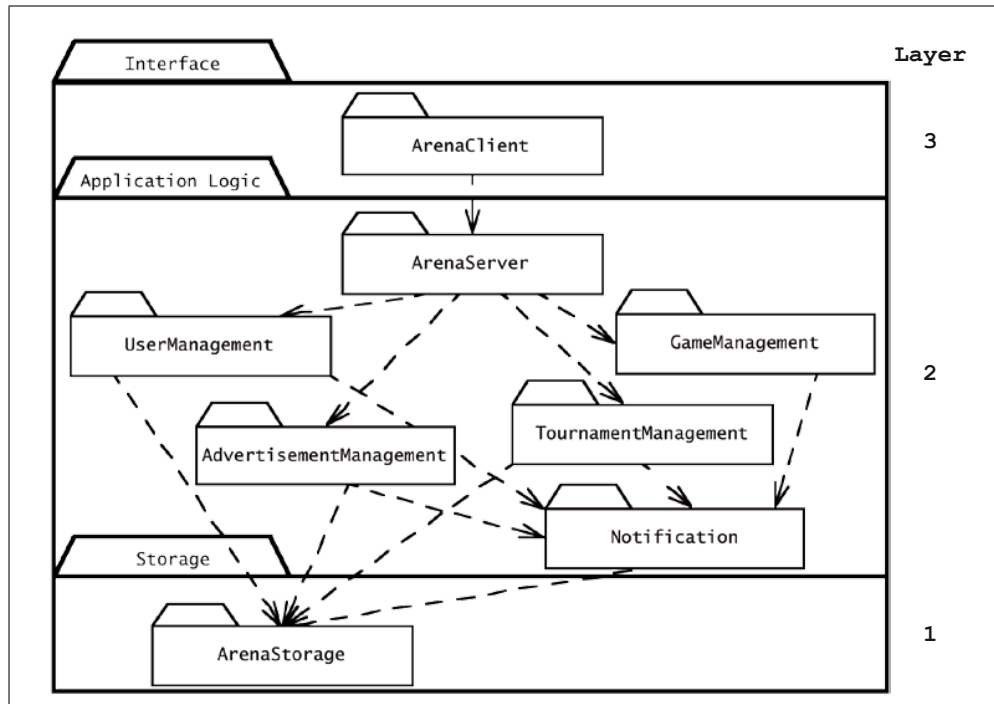 Interface
Layer
ArenaClient
3
Application Logic
ArenaServer
UserManagement
GameManagement
2
TournamentManagement
AdvertisementManagement
Notification
Storage
ArenaStorage
1